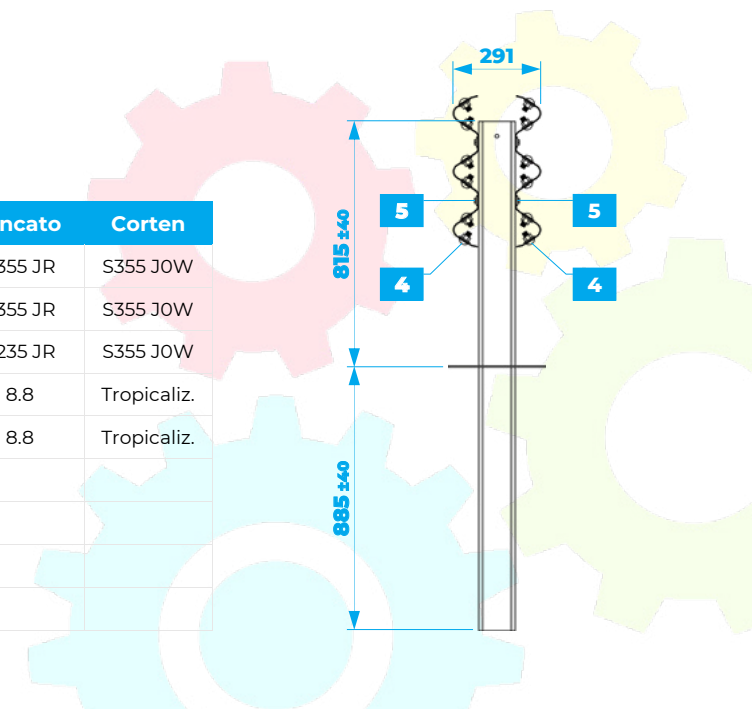 291
ncato Corten
355 JR S355 J0W
355 JR S355 J0W
235 JR S355 J0W
8.8 Tropicaliz.
8.8 Tropicaliz.
5 5
815 ±40
4 4
885 ±40